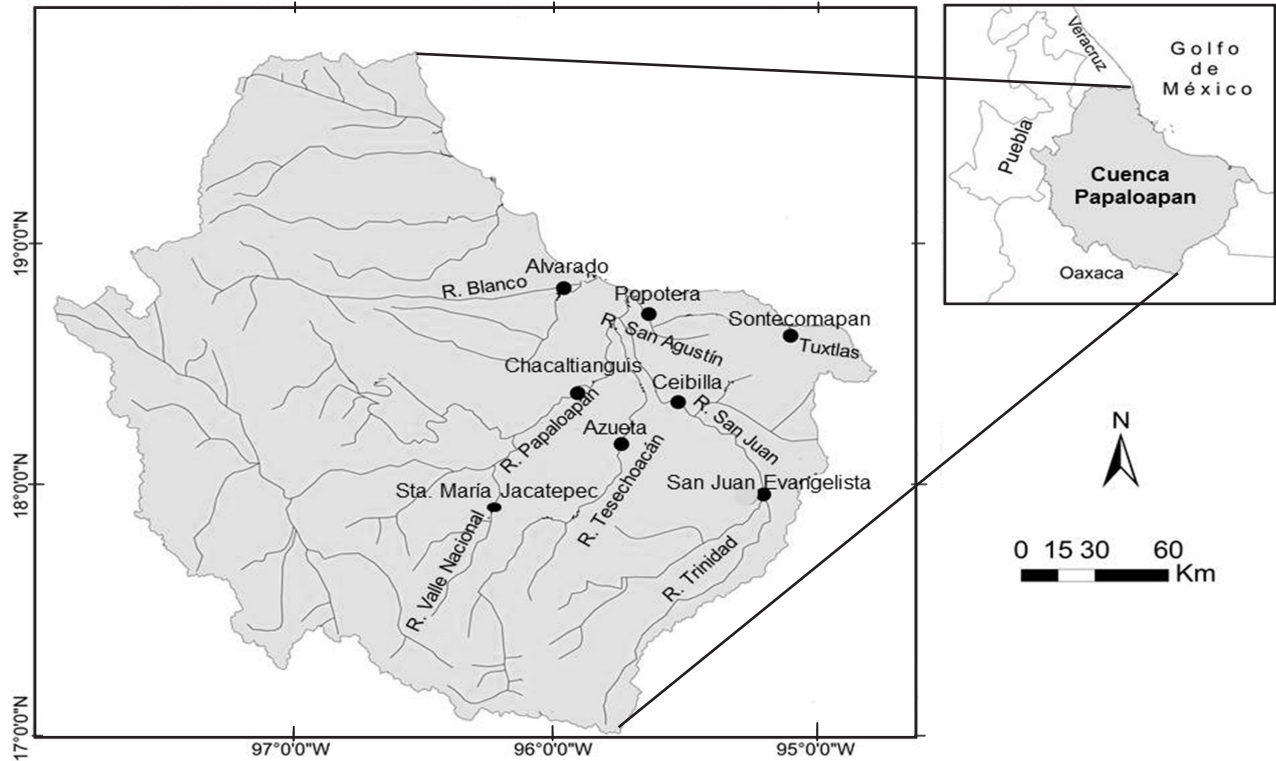 Veracruz
Golfo
de
México
Puebla
Cuenca
Papaloapan
Oaxaca
19°0'0"N
18°0'0"N
17°0'0"N
97°0'0"W
96°0'0"W
95°0'0"W
Alvarado
R. Blanco
Popotera
R. San Agustín
Sontecomapan
Tuxtlas
Chacaltianguis
Ceibilla
R. Papaloapan
Azueta
R. San Juan
R. Tesechoacán
Sta. María Jacatepec
San Juan Evangelista
R. Valle Nacional
R. Trinidad
N
0 15 30 60
Km